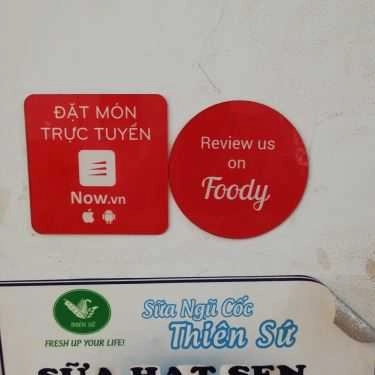 ĐẶT MÓN
TRỰC TUYẾN
Now.vn
Review us
on
Foody
THIÊN SỨ
FRESH UP YOUR LIFE!
Sữa Ngũ Cốc
Thiên Sứ
SỮA HẠT SEN